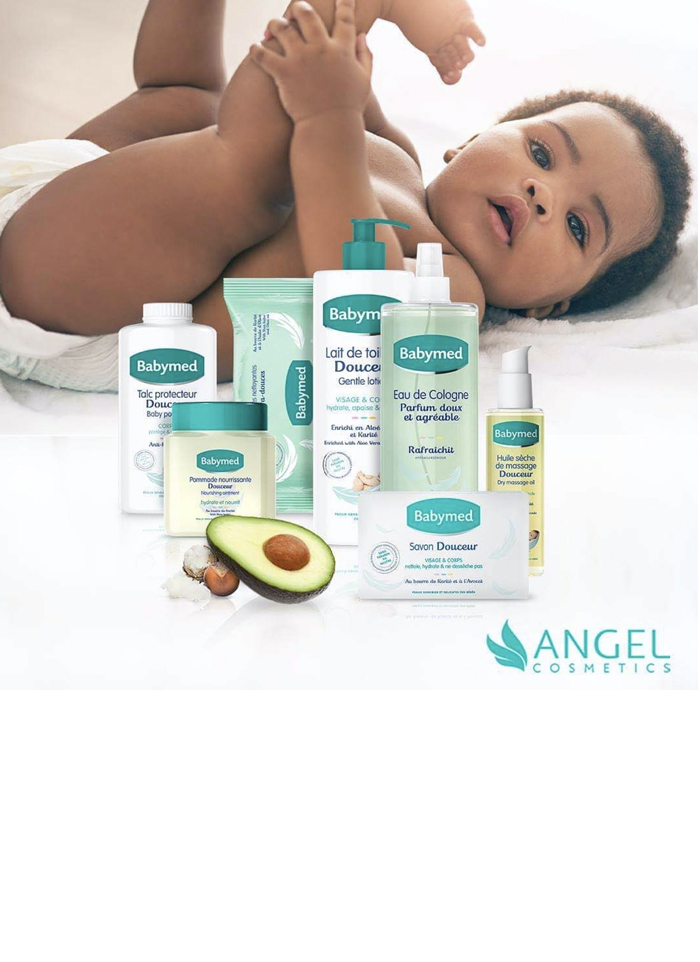 Babymed
Talc protecteur
Baby po
Babymed
Pommade nourrissante
Douceur
Nourishing ointment
hydrate et nourrit
Babymed
Babym
Lait de toi
Douce
Gentle loti
VISAGE & CO
hydrate, apaise &
Enrichi en Aloé
et Karité
Enriched with Aloe Vera
Babymed
Eau de Cologne
Parfum doux
et agréable
Rafraîchit
Babymed
Huile sèche
de massage
Douceur
Dry massage oil
Babymed
Savon Douceur
VISAGE & CORPS
nettoie, hydrate & ne dessèche pas
Au beurre de Karité et à l'Avocat
ANGEL
COSMETICS